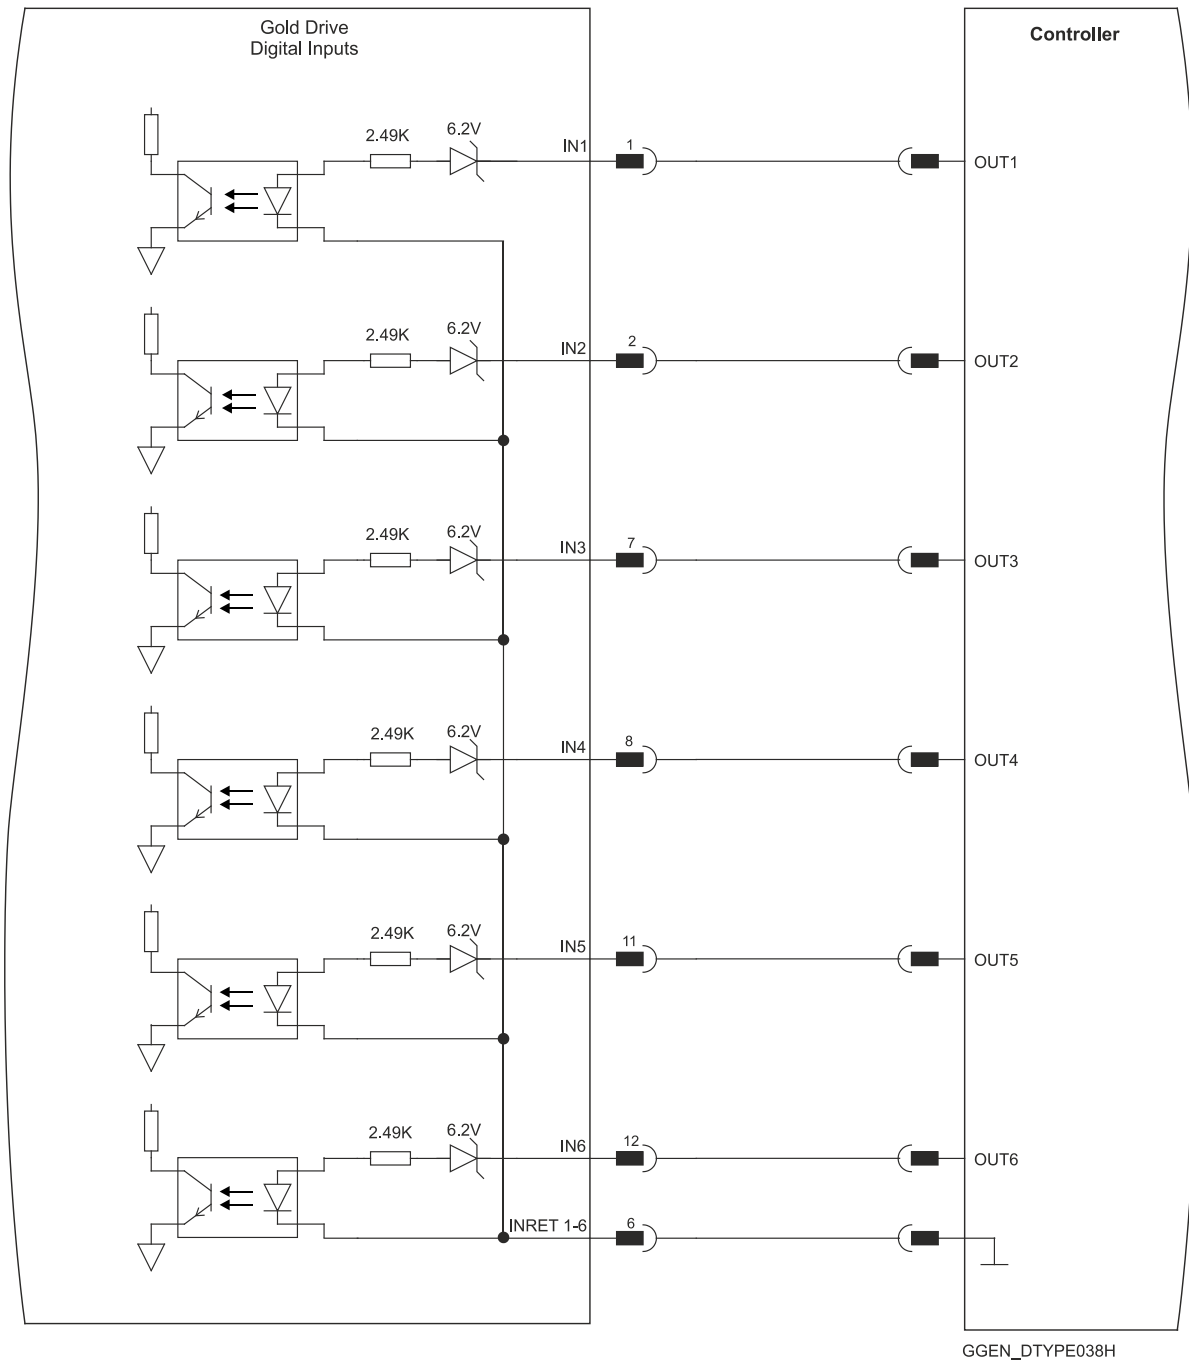 Gold Drive
Digital Inputs
Controller
2.49K
6.2V
IN1
1
OUT1
2.49K
6.2V
IN2
2
OUT2
2.49K
6.2V
IN3
7
OUT3
2.49K
6.2V
IN4
8
OUT4
2.49K
6.2V
IN5
11
OUT5
2.49K
6.2V
IN6
12
OUT6
INRET 1-6
6
GGEN_DTYPE038H